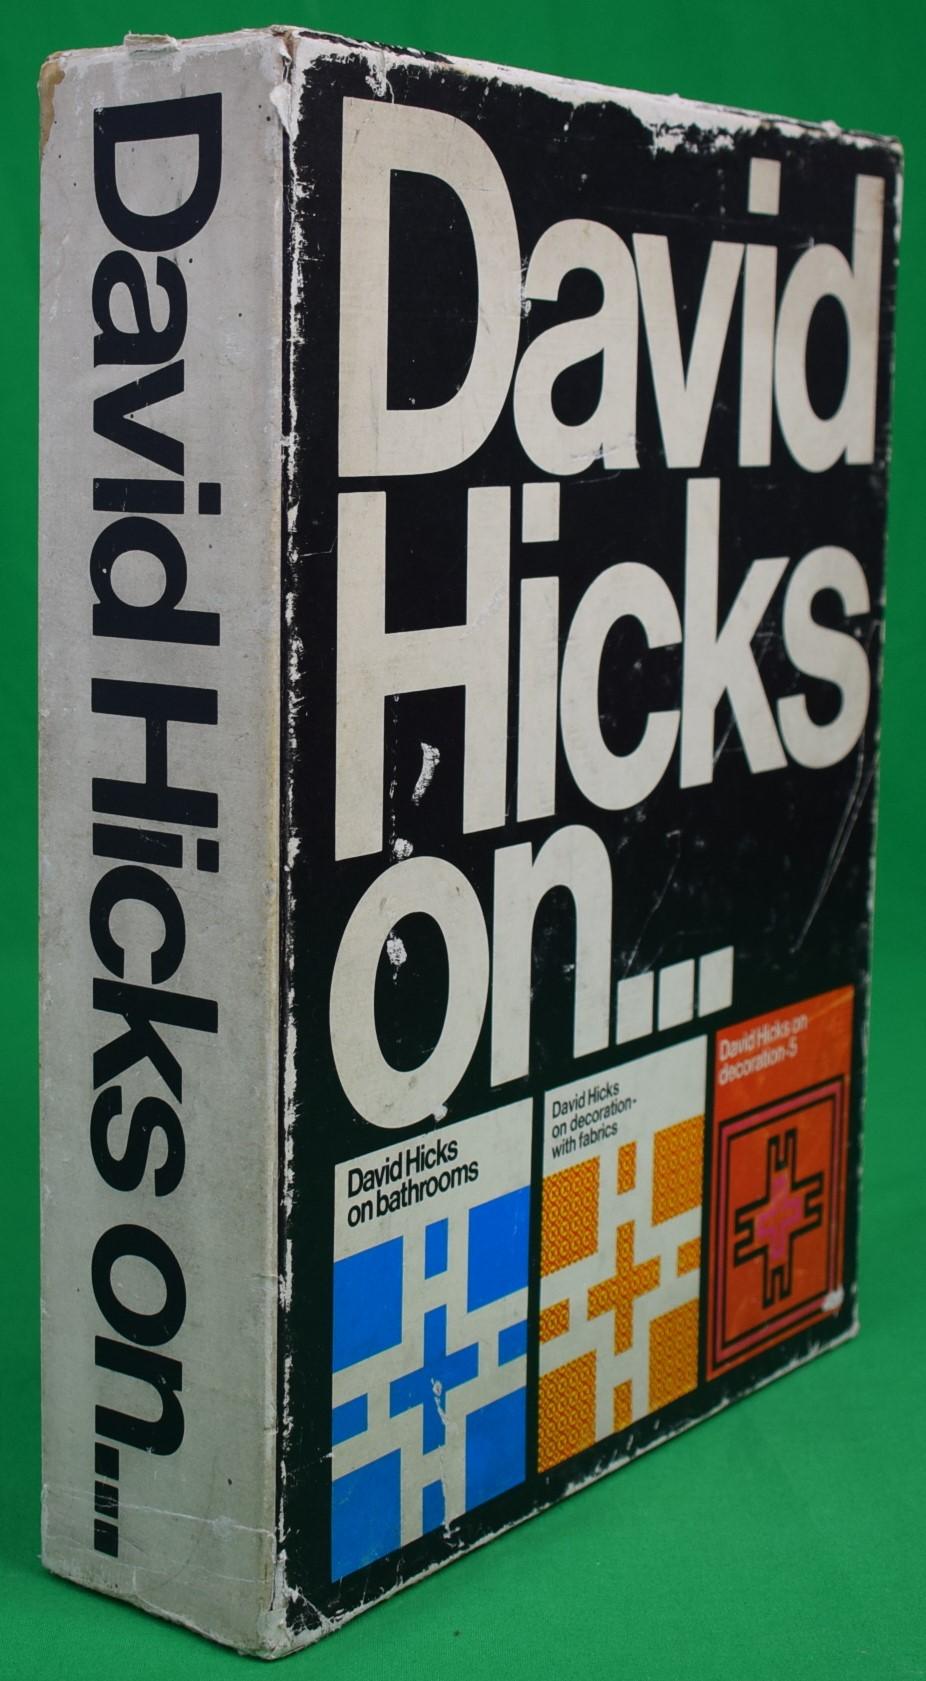 David Hicks on...
David
Hicks
on...
David Hicks
on bathrooms
David Hicks
on decoration-
with fabrics
David Hicks on
decoration-5